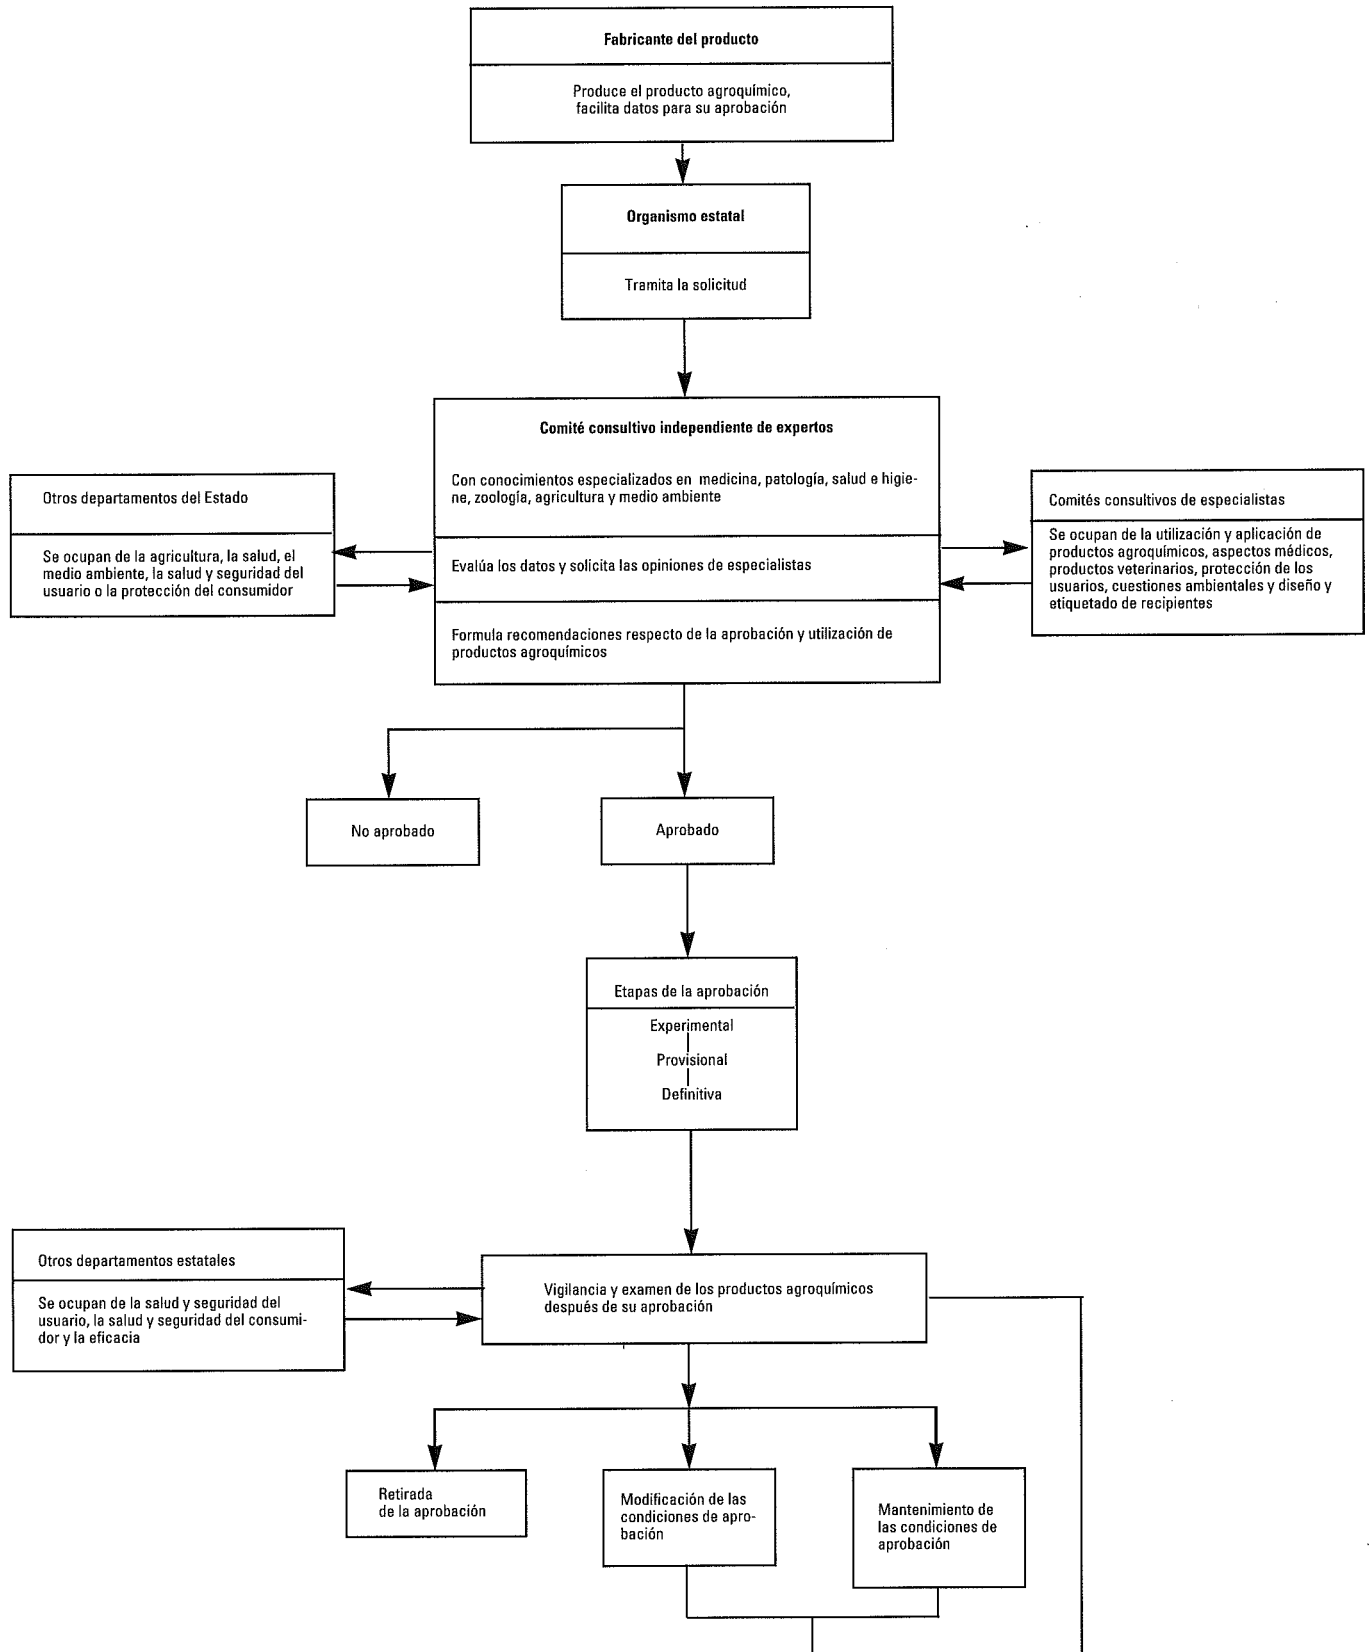 Fabricante del producto
Produce el producto agroquímico,
facilita datos para su aprobación
Organismo estatal
Tramita la solicitud
Comité consultivo independiente de expertos
Con conocimientos especializados en medicina, patología, salud e higie-
ne, zoología, agricultura y medio ambiente
Evalúa los datos y solicita las opiniones de especialistas
Formula recomendaciones respecto de la aprobación y utilización de
productos agroquímicos
Otros departamentos del Estado
Se ocupan de la agricultura, la salud, el
medio ambiente, la salud y seguridad del
usuario o la protección del consumidor
Comités consultivos de especialistas
Se ocupan de la utilización y aplicación de
productos agroquímicos, aspectos médicos,
productos veterinarios, protección de los
usuarios, cuestiones ambientales y diseño y
etiquetado de recipientes
No aprobado
Aprobado
Etapas de la aprobación
Experimental
Provisional
Definitiva
Otros departamentos estatales
Se ocupan de la salud y seguridad del
usuario, la salud y seguridad del consumi-
dor y la eficacia
Vigilancia y examen de los productos agroquímicos
después de su aprobación
Retirada
de la aprobación
Modificación de las
condiciones de apro-
bación
Mantenimiento de
las condiciones de
aprobación